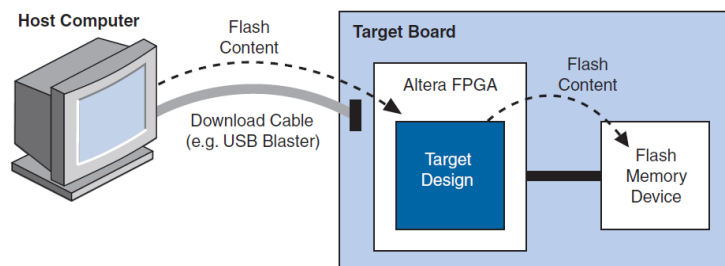 Host Computer
Flash
Content
Download Cable
(e.g. USB Blaster)
Target Board
Altera FPGA
Target
Design
Flash
Content
Flash
Memory
Device